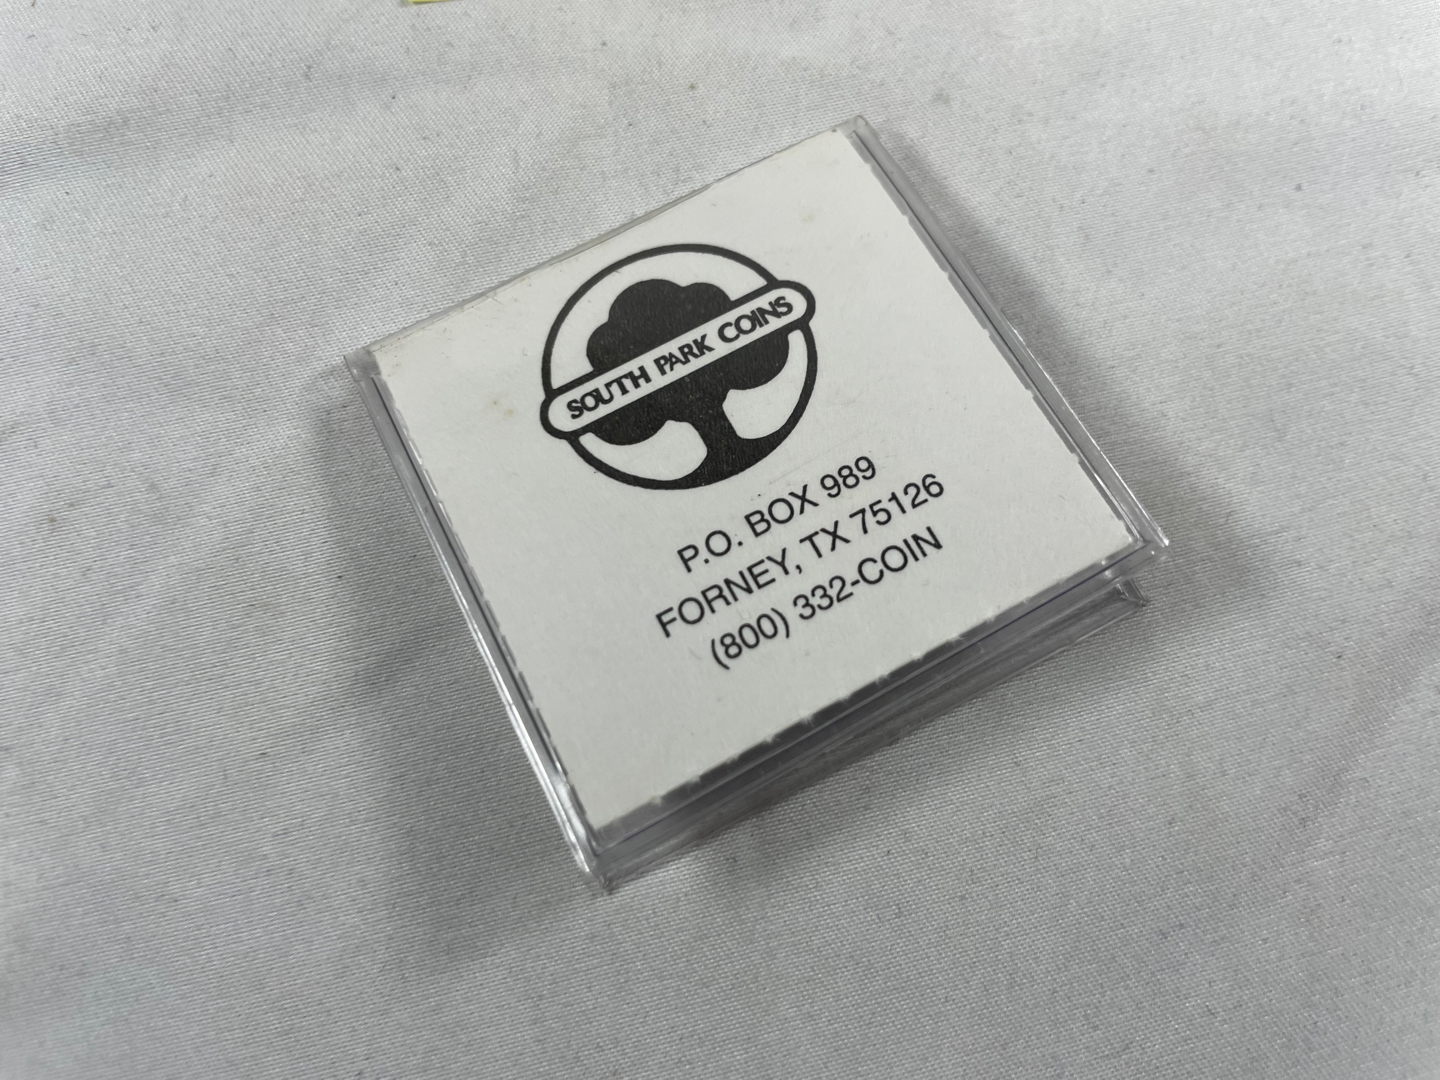 SOUTH PARK COINS
P.O. BOX 989
FORNEY, TX 75126
(800) 332-COIN